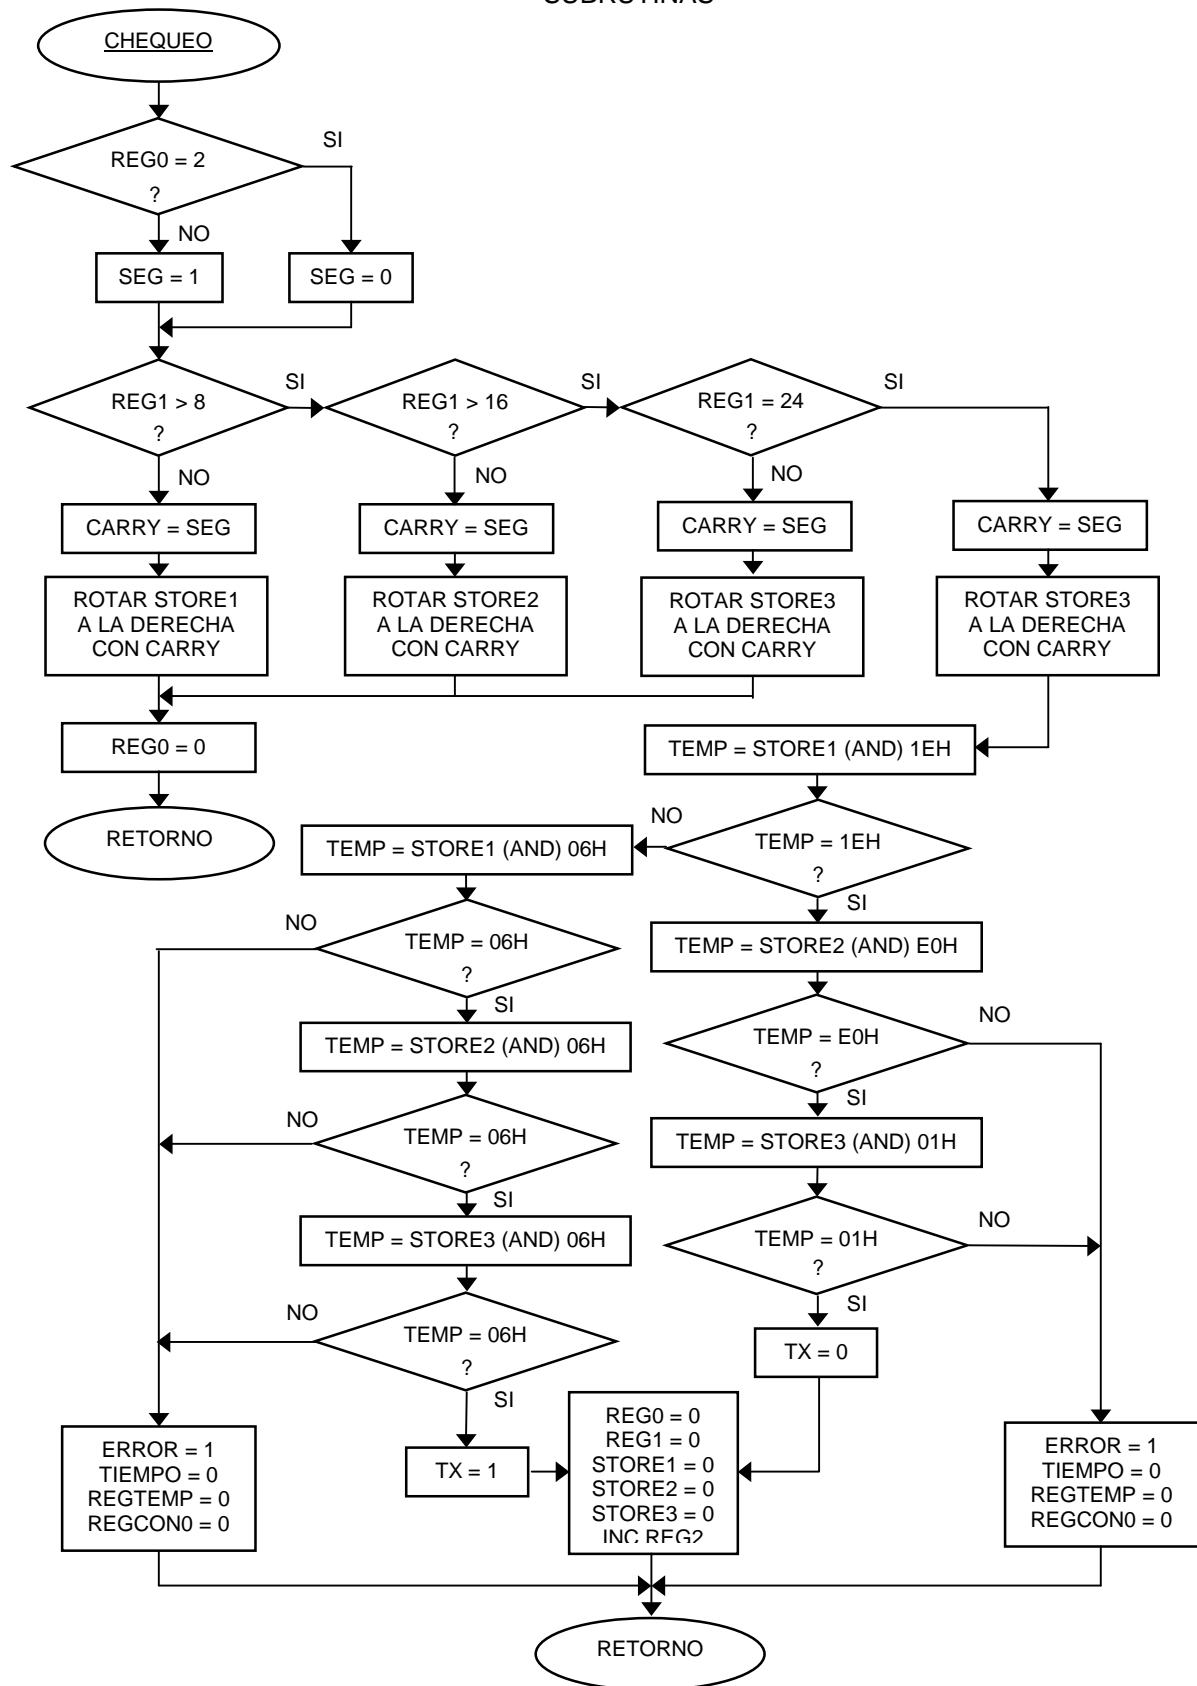 SUBRUTINAS
CHEQUEO
SI
REG0 = 2
?
NO
SEG = 1
SEG = 0
SI
SI
SI
REG1 > 8
?
REG1 > 16
?
REG1 = 24
?
NO
NO
NO
CARRY = SEG
CARRY = SEG
CARRY = SEG
CARRY = SEG
ROTAR STORE1
A LA DERECHA
CON CARRY
ROTAR STORE2
A LA DERECHA
CON CARRY
ROTAR STORE3
A LA DERECHA
CON CARRY
ROTAR STORE3
A LA DERECHA
CON CARRY
REG0 = 0
TEMP = STORE1 (AND) 1EH
RETORNO
NO
TEMP = STORE1 (AND) 06H
TEMP = 1EH
?
SI
NO
TEMP = 06H
?
TEMP = STORE2 (AND) E0H
SI
NO
TEMP = STORE2 (AND) 06H
TEMP = E0H
?
SI
NO
TEMP = 06H
?
TEMP = STORE3 (AND) 01H
SI
NO
TEMP = STORE3 (AND) 06H
TEMP = 01H
?
SI
NO
TEMP = 06H
?
TX = 0
SI
TX = 1
REG0 = 0
REG1 = 0
STORE1 = 0
STORE2 = 0
STORE3 = 0
INC REG2
ERROR = 1
TIEMPO = 0
REGTEMP = 0
REGCON0 = 0
ERROR = 1
TIEMPO = 0
REGTEMP = 0
REGCON0 = 0
RETORNO